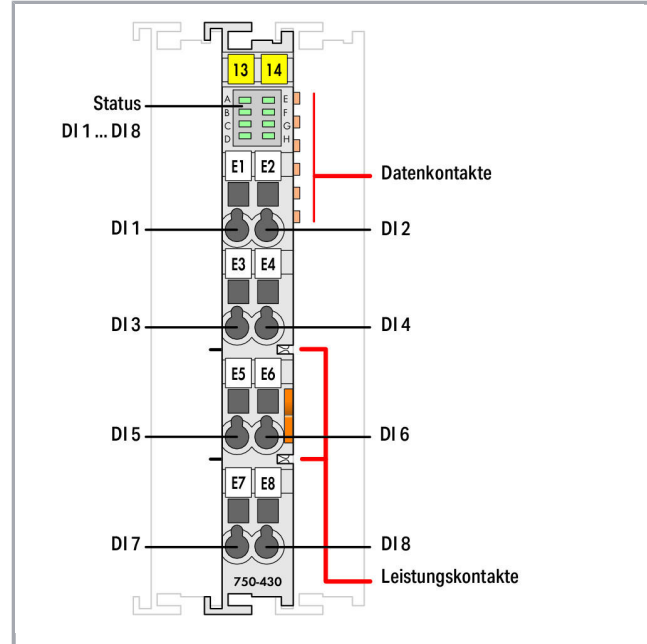 13 14
Status
DI 1 ... DI 8
A E
B F
C G
D H
E1 E2
Datenkontakte
DI 1 DI 2
E3 E4
DI 3 DI 4
E5 E6
DI 5 DI 6
E7 E8
DI 7 DI 8
750-430
Leistungskontakte